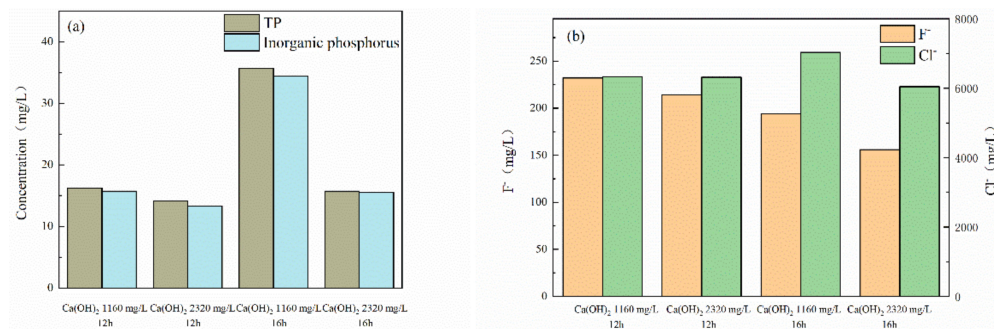 (a)
TP
Inorganic phosphorus
Concentration（mg/L）
40
30
20
10
0
Ca(OH)₂ 1160 mg/L
12h
Ca(OH)₂ 2320 mg/L
12h
Ca(OH)₂ 1160 mg/L
16h
Ca(OH)₂ 2320 mg/L
16h
(b)
F⁻
Cl⁻
F⁻（mg/L）
250
200
150
100
50
0
8000
6000
4000
2000
0
Cl⁻（mg/L）
Ca(OH)₂ 1160 mg/L
12h
Ca(OH)₂ 2320 mg/L
12h
Ca(OH)₂ 1160 mg/L
16h
Ca(OH)₂ 2320 mg/L
16h